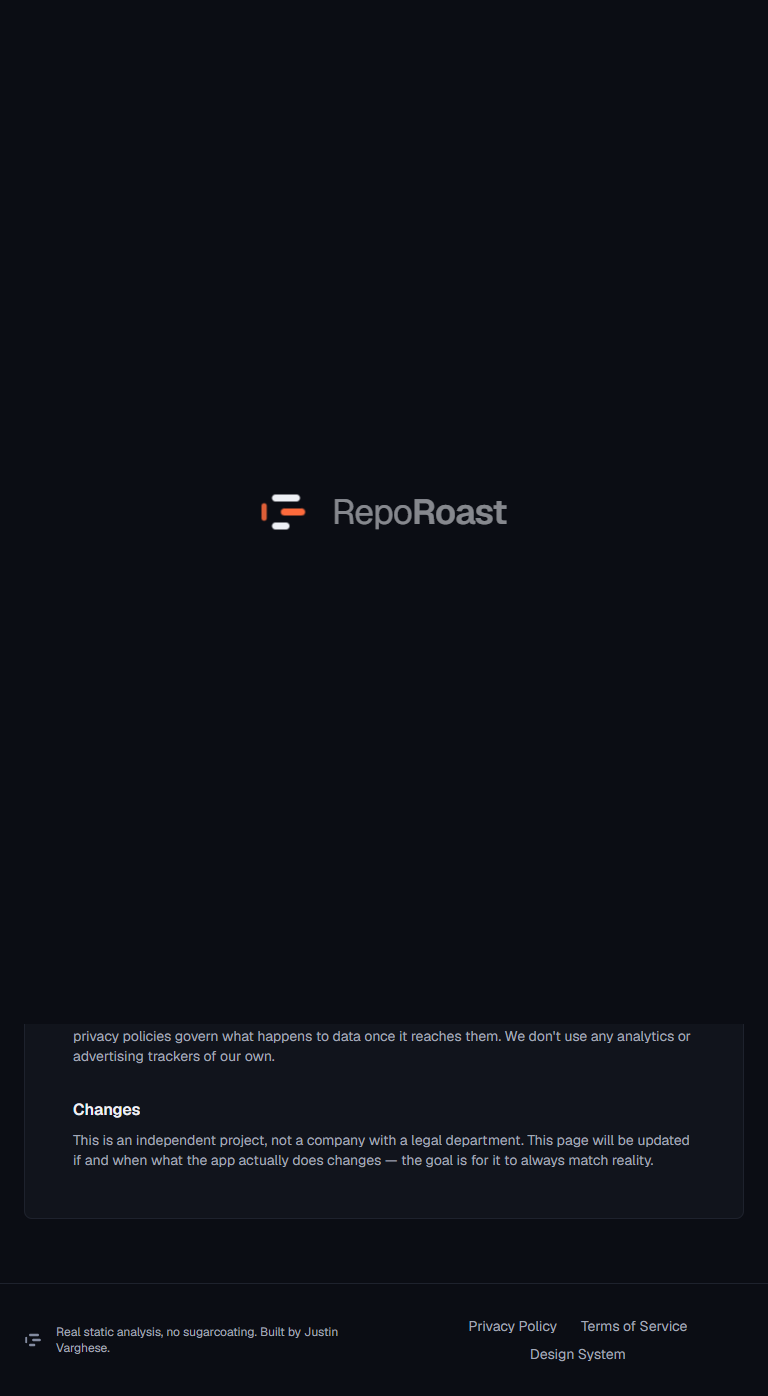 RepoRoast
privacy policies govern what happens to data once it reaches them. We don't use any analytics or
advertising trackers of our own.
Changes
This is an independent project, not a company with a legal department. This page will be updated
if and when what the app actually does changes — the goal is for it to always match reality.
Real static analysis, no sugarcoating. Built by Justin
Varghese.
Privacy Policy Terms of Service
Design System